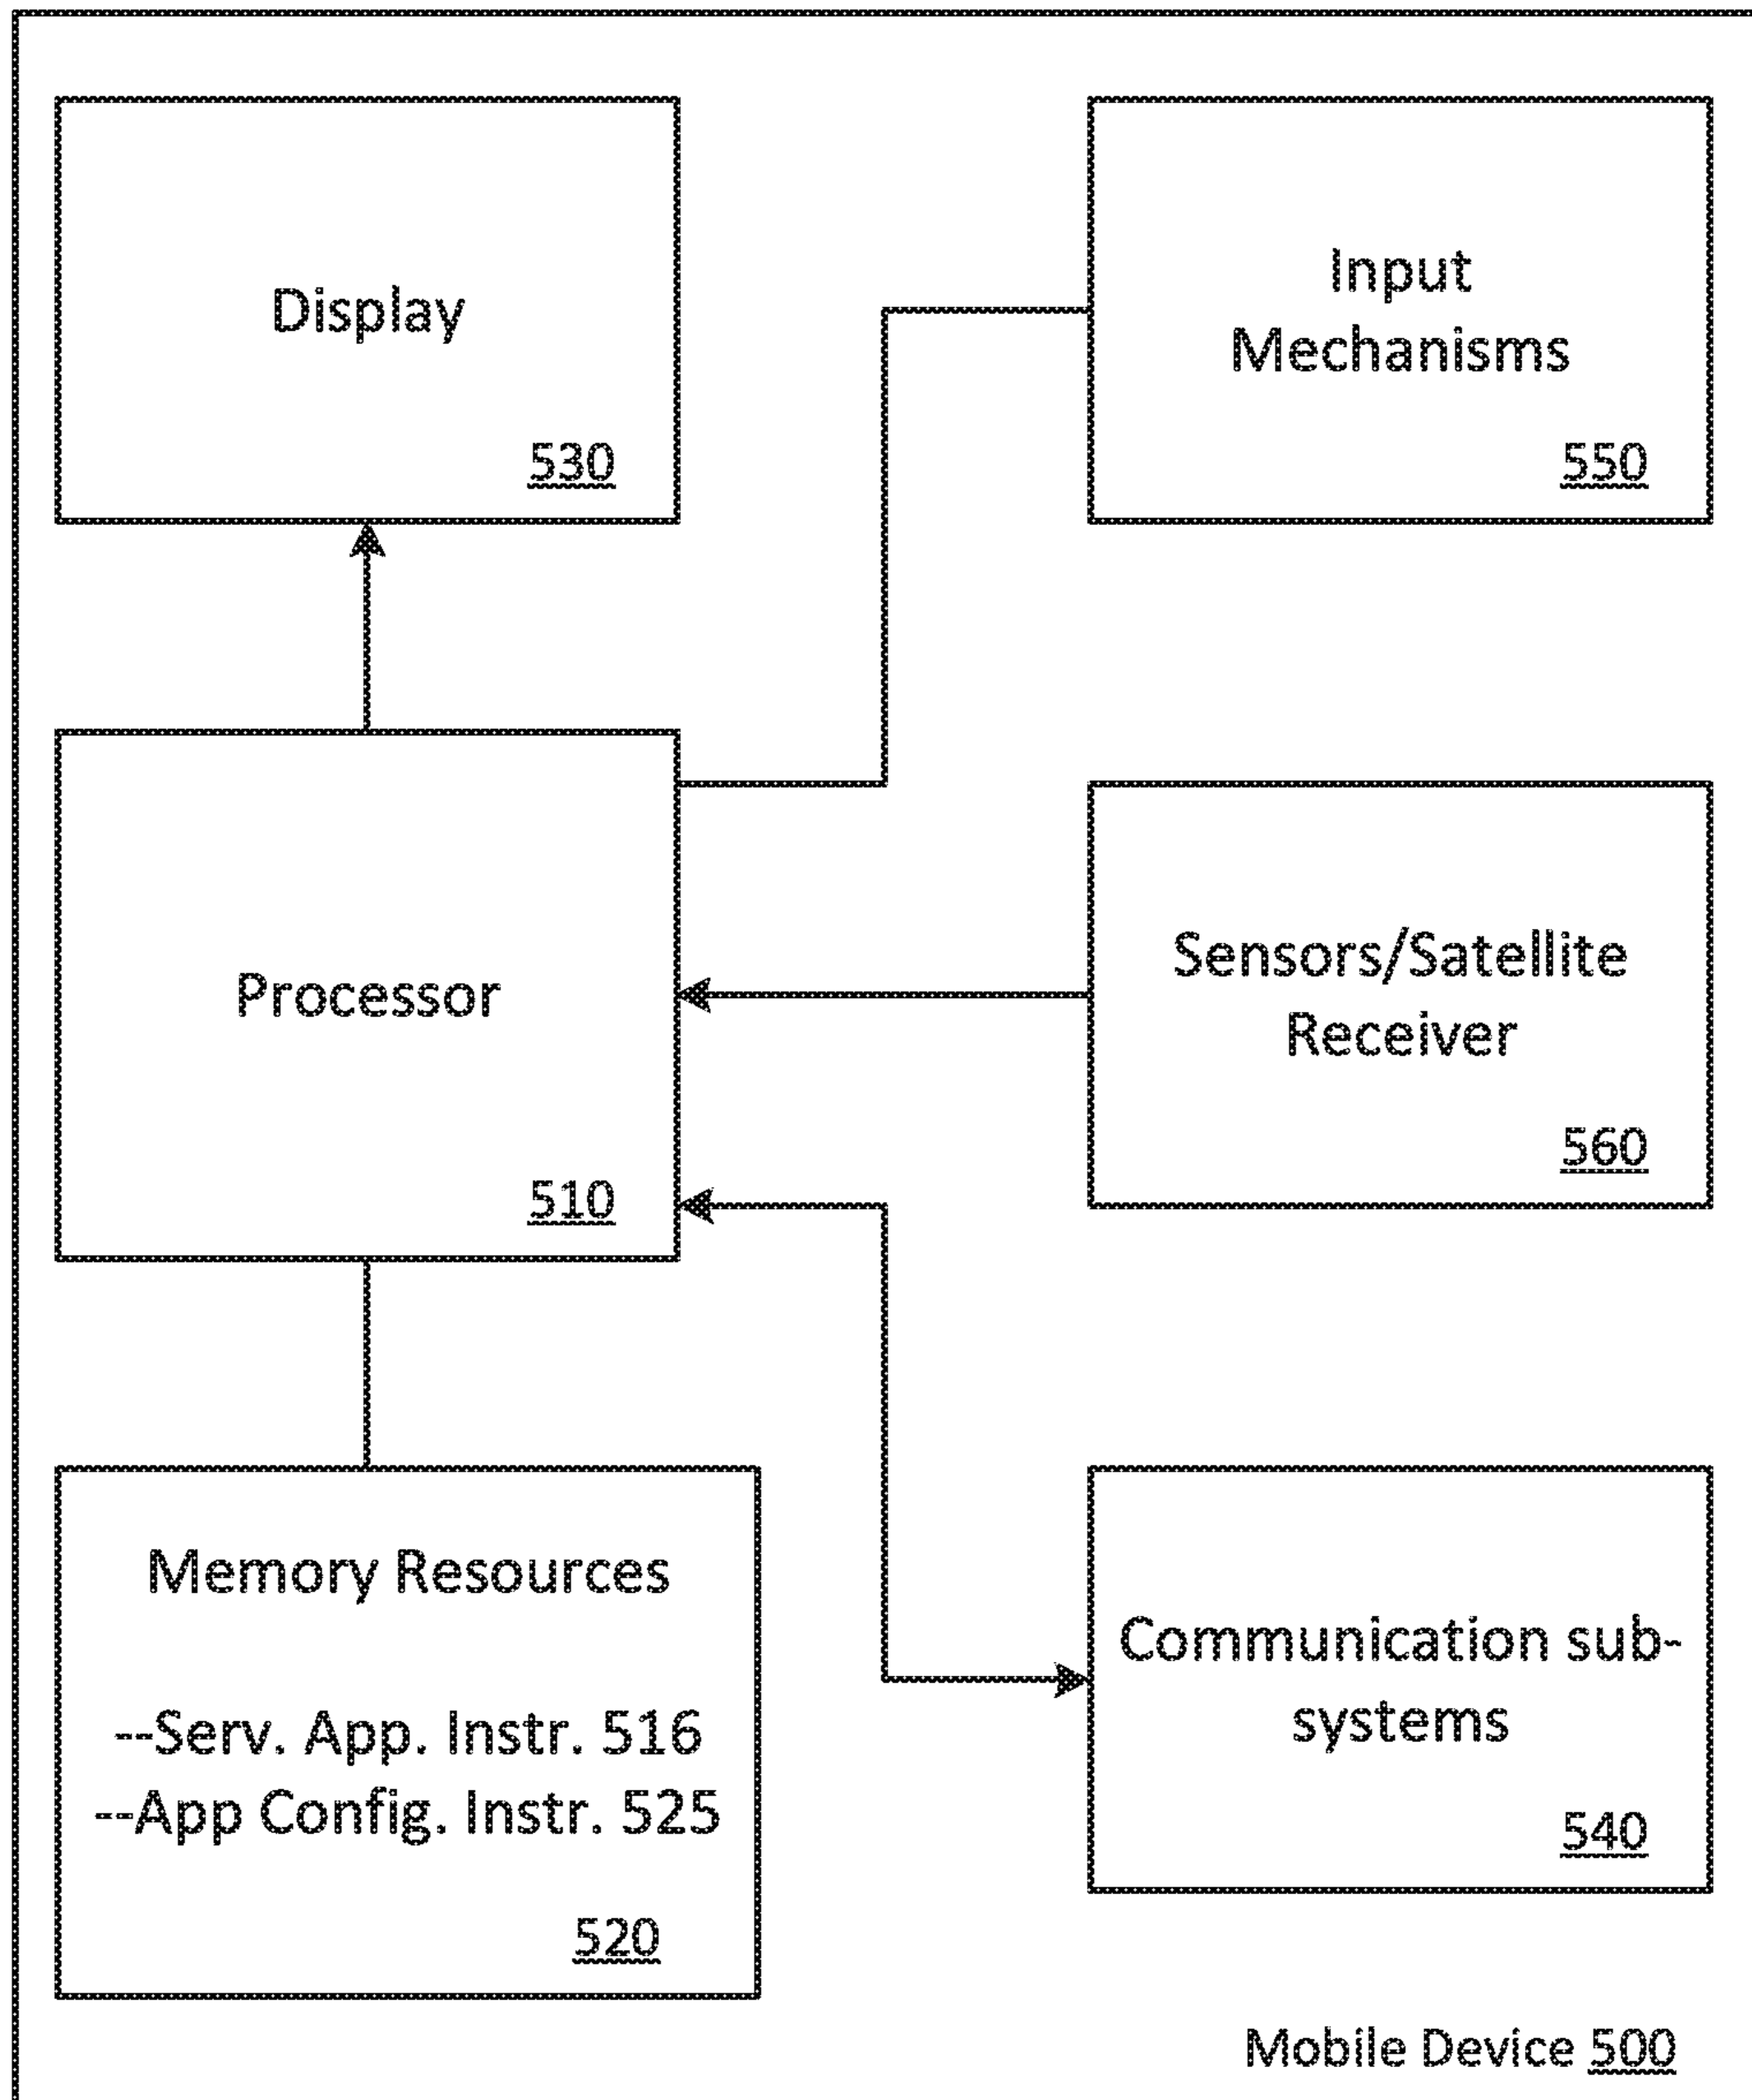 Display
530
Input
Mechanisms
550
Processor
510
Sensors/Satellite
Receiver
560
Memory Resources
--Serv. App. Instr. 516
--App Config. Instr. 525
520
Communication sub-
systems
540
Mobile Device 500